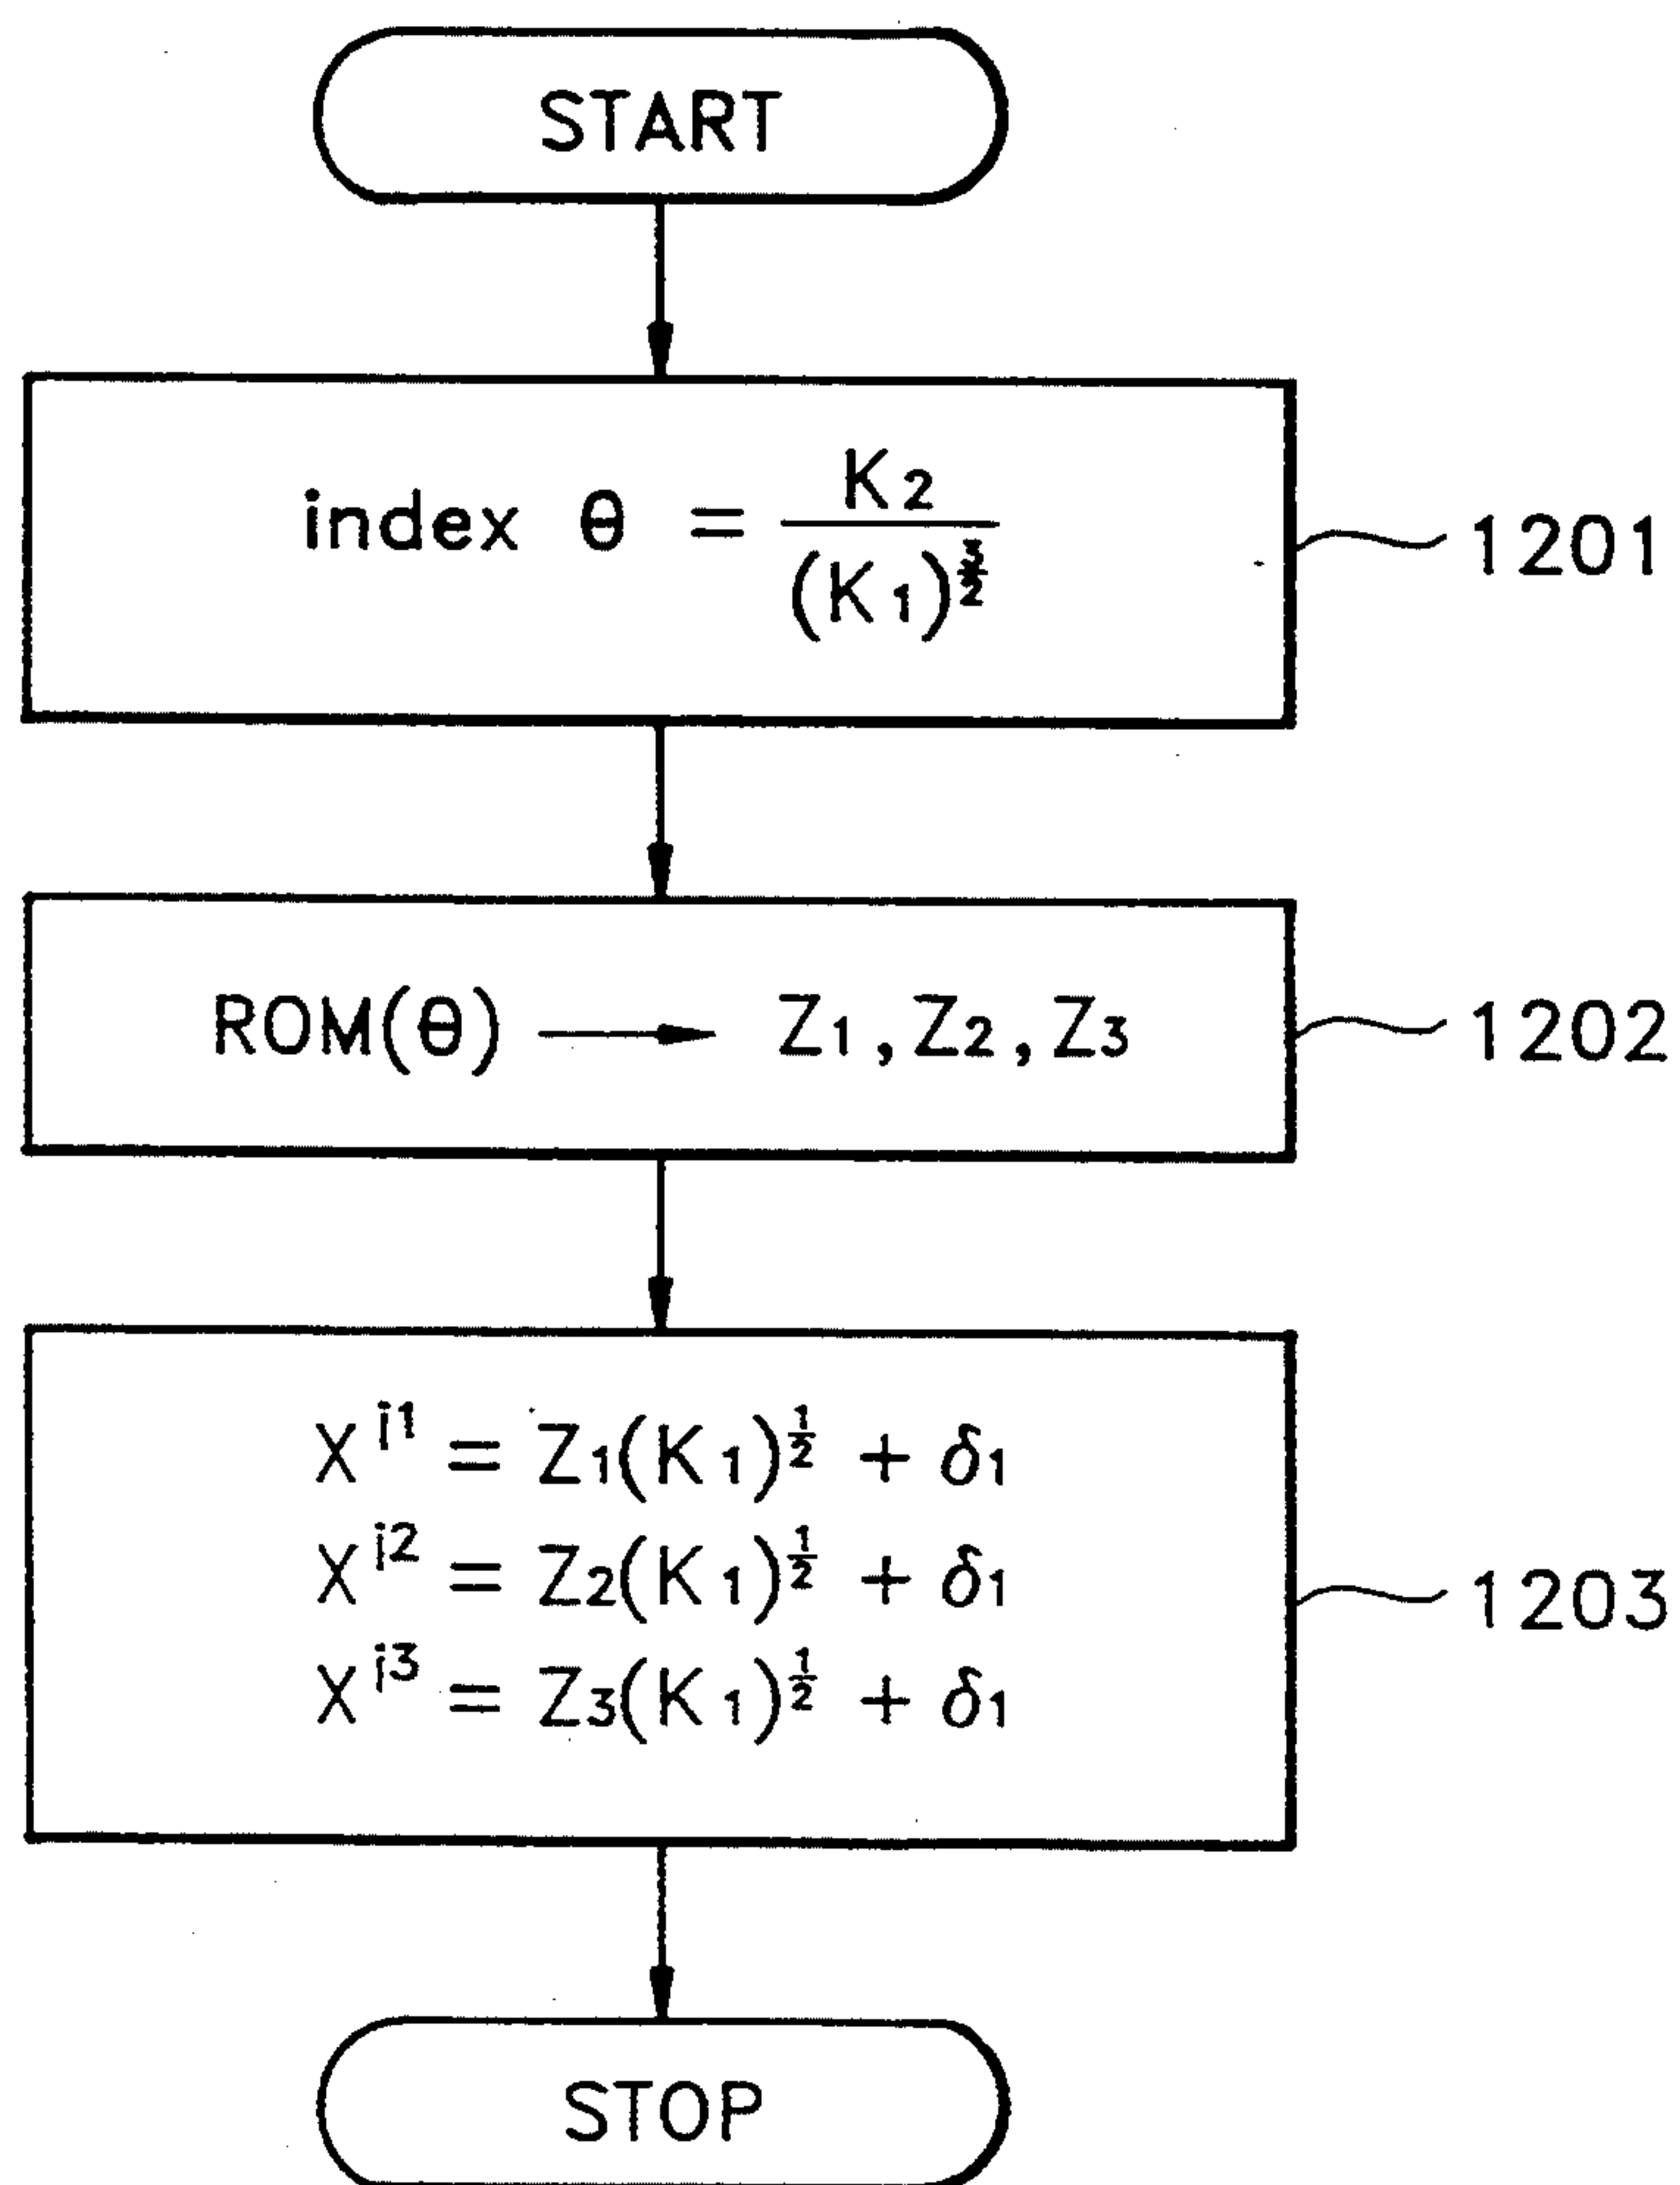 START
index θ = K2 / (K1)^(3/2)
1201
ROM(θ) → Z1, Z2, Z3
1202
X^i1 = Z1(K1)^(1/2) + δ1
X^i2 = Z2(K1)^(1/2) + δ1
X^i3 = Z3(K1)^(1/2) + δ1
1203
STOP